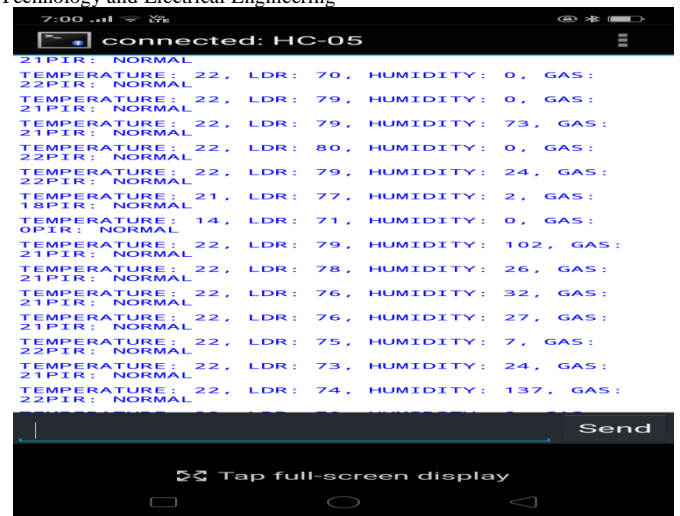 Technology and Electrical Engineering
7:00
connected: HC-05
21PIR: NORMAL
TEMPERATURE: 22, LDR: 70, HUMIDITY: 0, GAS:
22PIR: NORMAL
TEMPERATURE: 22, LDR: 79, HUMIDITY: 0, GAS:
21PIR: NORMAL
TEMPERATURE: 22, LDR: 79, HUMIDITY: 73, GAS:
21PIR: NORMAL
TEMPERATURE: 22, LDR: 80, HUMIDITY: 0, GAS:
22PIR: NORMAL
TEMPERATURE: 22, LDR: 79, HUMIDITY: 24, GAS:
22PIR: NORMAL
TEMPERATURE: 21, LDR: 77, HUMIDITY: 2, GAS:
18PIR: NORMAL
TEMPERATURE: 14, LDR: 71, HUMIDITY: 0, GAS:
0PIR: NORMAL
TEMPERATURE: 22, LDR: 79, HUMIDITY: 102, GAS:
21PIR: NORMAL
TEMPERATURE: 22, LDR: 78, HUMIDITY: 26, GAS:
21PIR: NORMAL
TEMPERATURE: 22, LDR: 76, HUMIDITY: 32, GAS:
21PIR: NORMAL
TEMPERATURE: 22, LDR: 76, HUMIDITY: 27, GAS:
21PIR: NORMAL
TEMPERATURE: 22, LDR: 75, HUMIDITY: 7, GAS:
22PIR: NORMAL
TEMPERATURE: 22, LDR: 73, HUMIDITY: 24, GAS:
21PIR: NORMAL
TEMPERATURE: 22, LDR: 74, HUMIDITY: 137, GAS:
22PIR: NORMAL
Send
Tap full-screen display